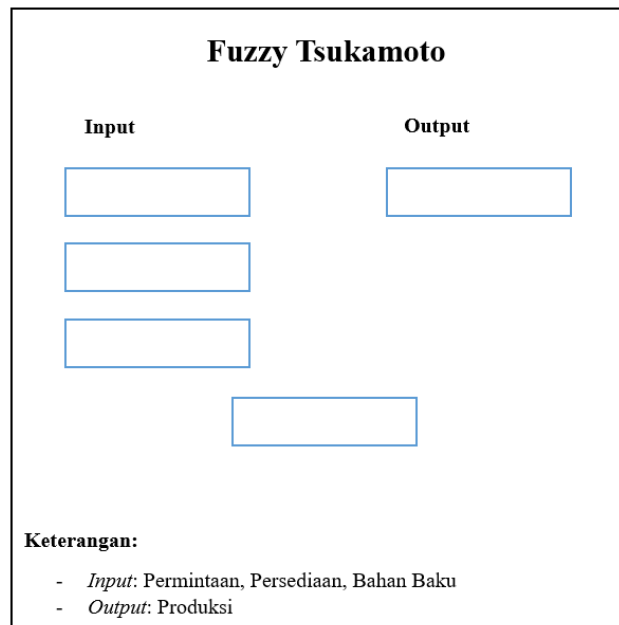 Fuzzy Tsukamoto
Input Output
Keterangan:
- Input: Permintaan, Persediaan, Bahan Baku
- Output: Produksi